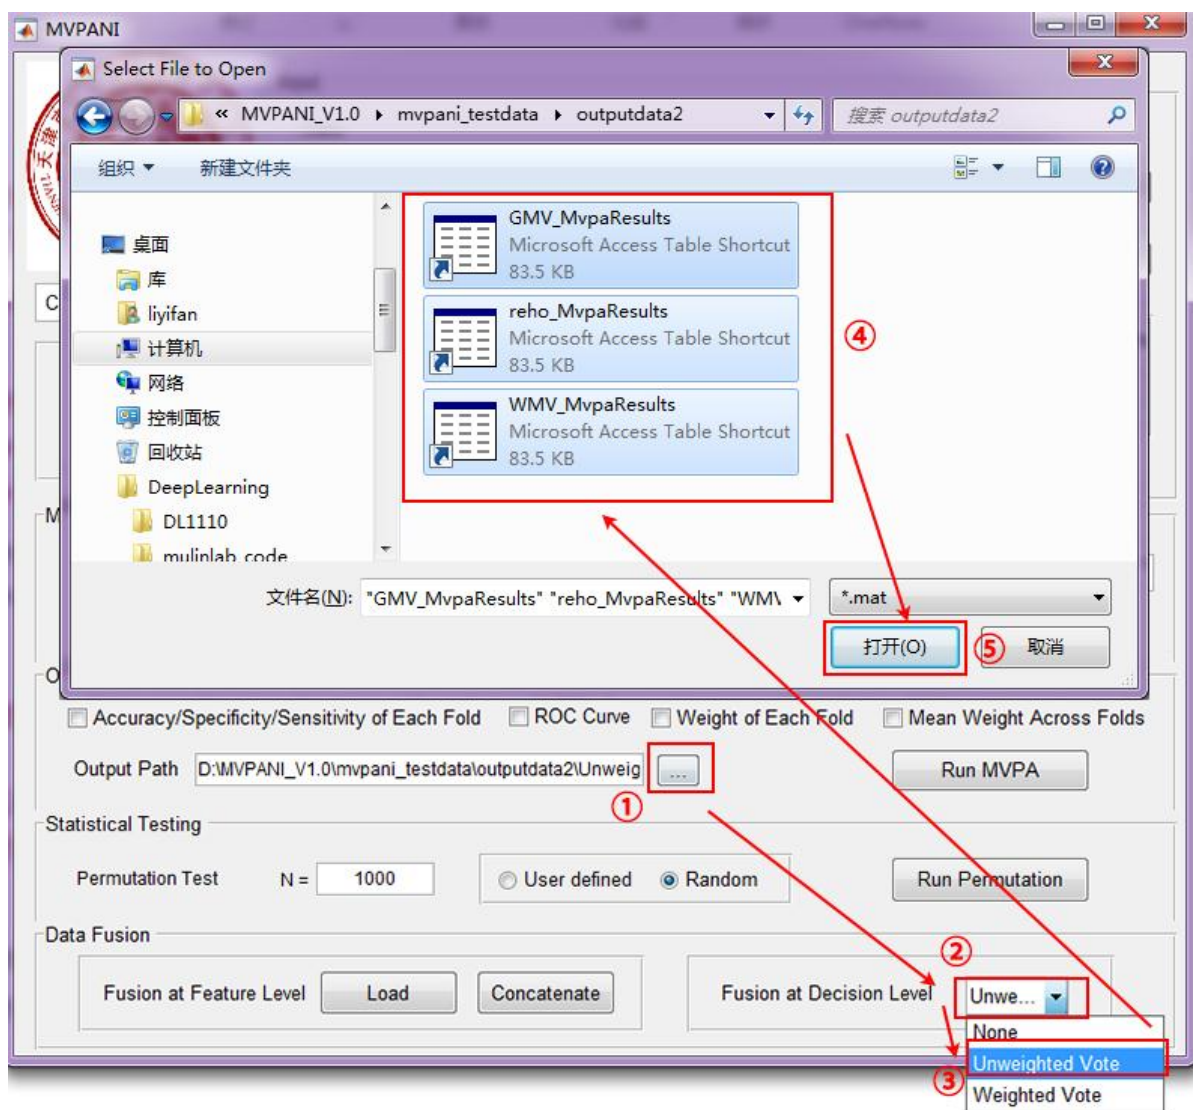 MVPANI
Select File to Open
« MVPANI_V1.0 ▸ mvpani_testdata ▸ outputdata2
搜索 outputdata2
组织
新建文件夹
桌面
库
liyifan
计算机
网络
控制面板
回收站
DeepLearning
DL1110
mulinlab_code
GMV_MvpaResults
Microsoft Access Table Shortcut
83.5 KB
reho_MvpaResults
Microsoft Access Table Shortcut
83.5 KB
WMV_MvpaResults
Microsoft Access Table Shortcut
83.5 KB
④
文件名(N): "GMV_MvpaResults" "reho_MvpaResults" "WMV
*.mat
打开(O)
⑤
取消
C
M
O
Accuracy/Specificity/Sensitivity of Each Fold
ROC Curve
Weight of Each Fold
Mean Weight Across Folds
Output Path
D:\MVPANI_V1.0\mvpani_testdata\outputdata2\Unweig
...
Run MVPA
①
Statistical Testing
Permutation Test
N =
1000
User defined
Random
Run Permutation
Data Fusion
②
Fusion at Feature Level
Load
Concatenate
Fusion at Decision Level
Unwe...
None
Unweighted Vote
③
Weighted Vote